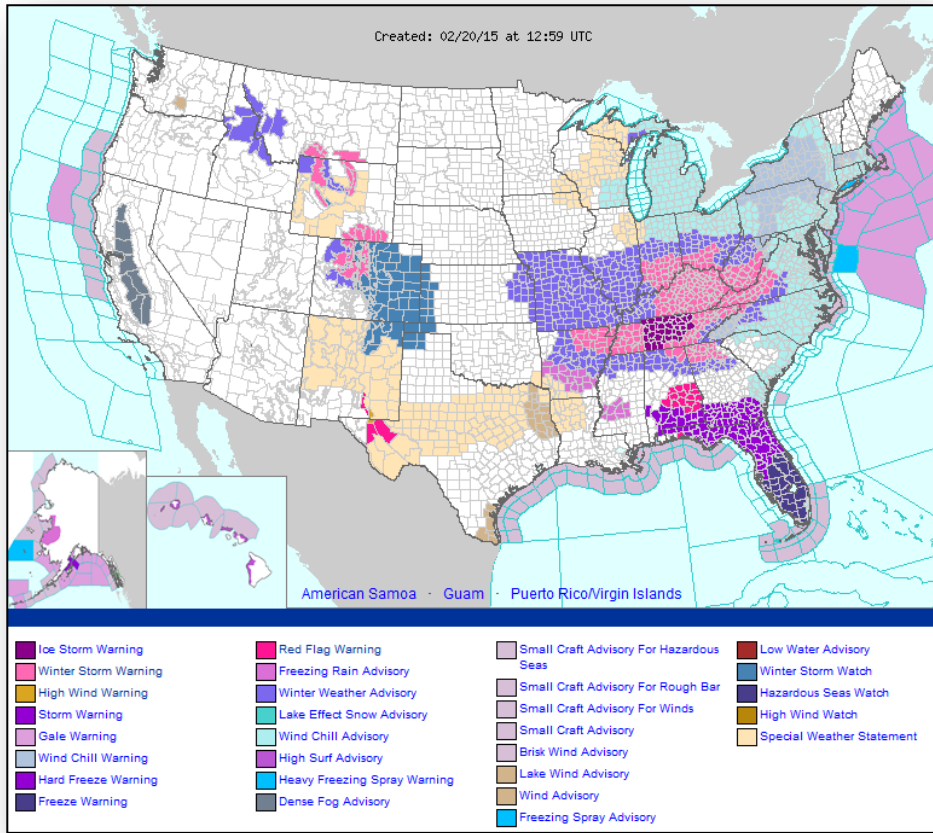 Created: 02/20/15 at 12:59 UTC
American Samoa · Guam · Puerto Rico/Virgin Islands
Ice Storm Warning
Winter Storm Warning
High Wind Warning
Storm Warning
Gale Warning
Wind Chill Warning
Hard Freeze Warning
Freeze Warning
Red Flag Warning
Freezing Rain Advisory
Winter Weather Advisory
Lake Effect Snow Advisory
Wind Chill Advisory
High Surf Advisory
Heavy Freezing Spray Warning
Dense Fog Advisory
Small Craft Advisory For Hazardous
Seas
Small Craft Advisory For Rough Bar
Small Craft Advisory For Winds
Small Craft Advisory
Brisk Wind Advisory
Lake Wind Advisory
Wind Advisory
Freezing Spray Advisory
Low Water Advisory
Winter Storm Watch
Hazardous Seas Watch
High Wind Watch
Special Weather Statement